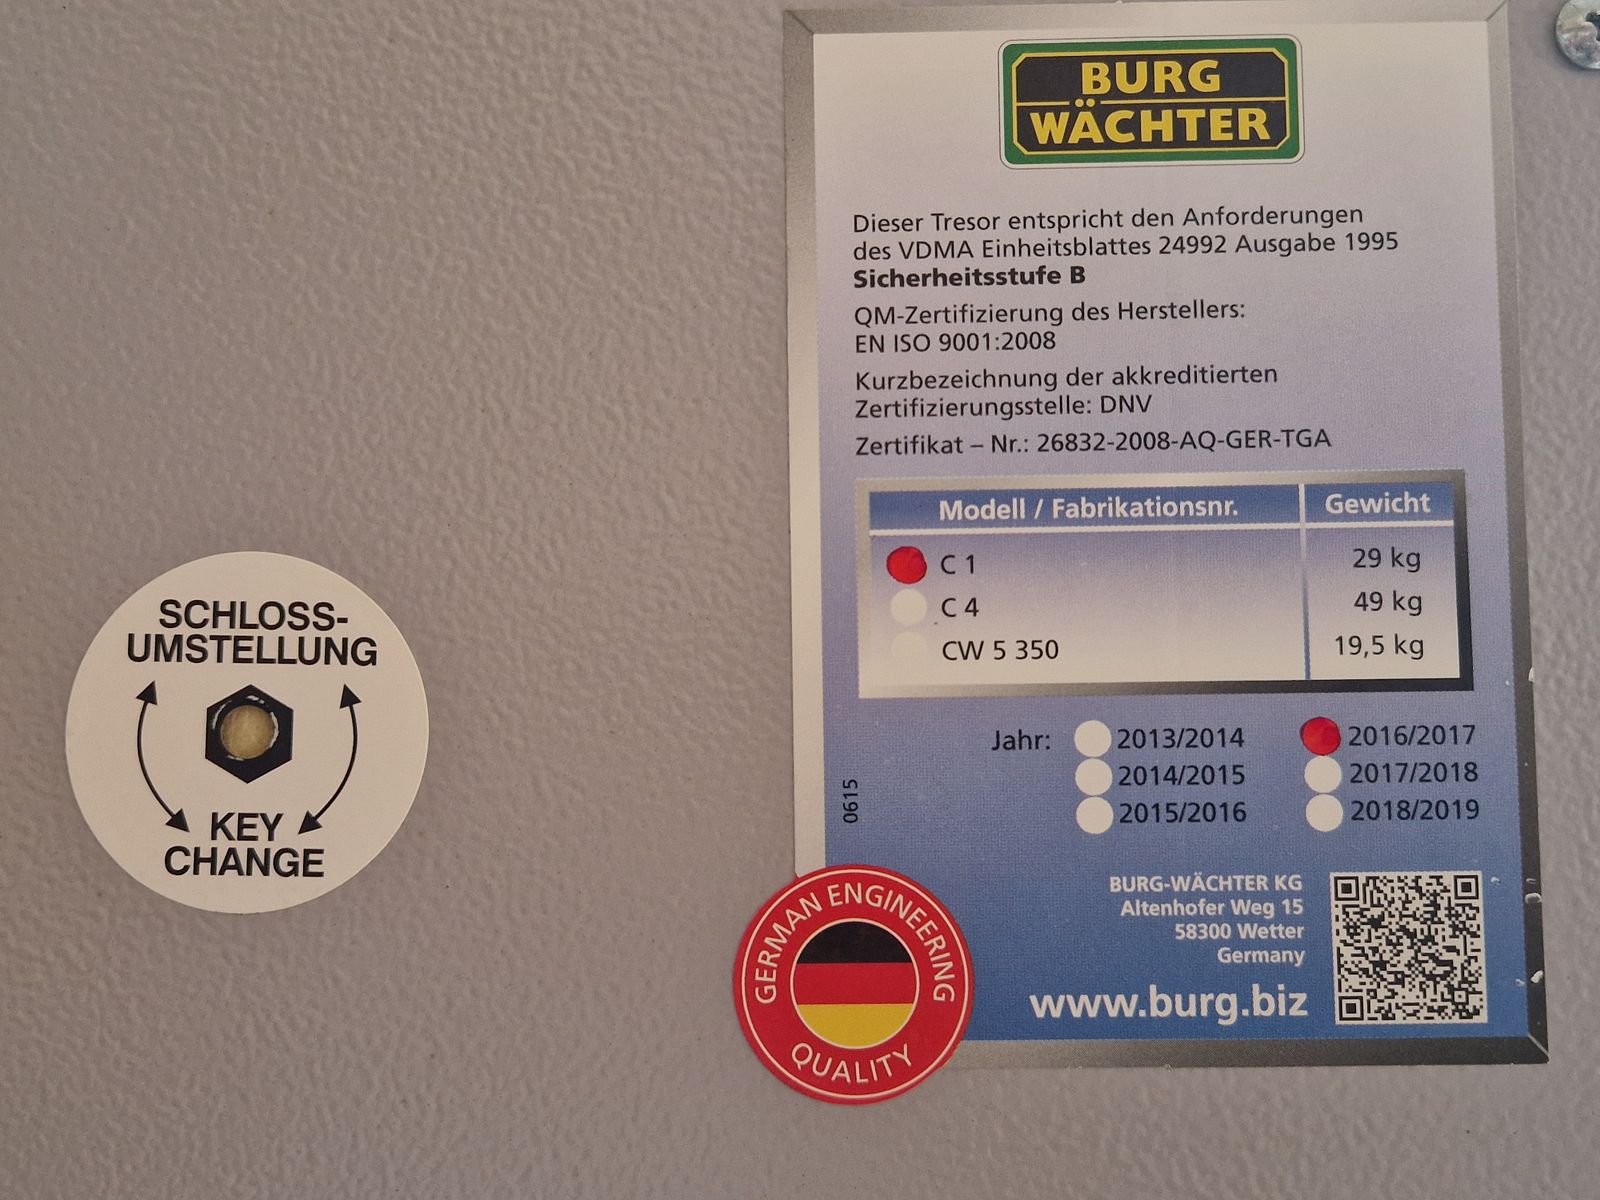 BURG
WÄCHTER
Dieser Tresor entspricht den Anforderungen
des VDMA Einheitsblattes 24992 Ausgabe 1995
Sicherheitsstufe B
QM-Zertifizierung des Herstellers:
EN ISO 9001:2008
Kurzbezeichnung der akkreditierten
Zertifizierungsstelle: DNV
Zertifikat – Nr.: 26832-2008-AQ-GER-TGA
Modell / Fabrikationsnr. Gewicht
C 1 29 kg
C 4 49 kg
CW 5 350 19,5 kg
Jahr: 2013/2014 2016/2017
2014/2015 2017/2018
2015/2016 2018/2019
0615
BURG-WÄCHTER KG
Altenhofer Weg 15
58300 Wetter
Germany
www.burg.biz
GERMAN ENGINEERING
QUALITY
SCHLOSS-
UMSTELLUNG
KEY
CHANGE